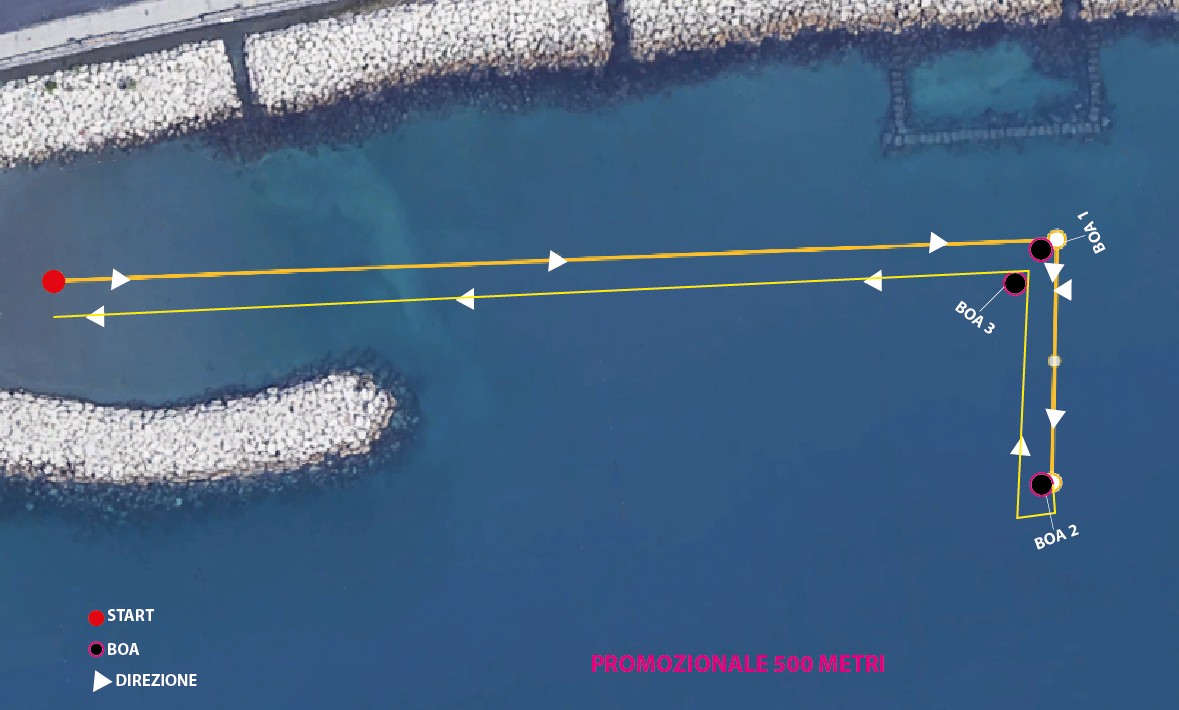 BOA 1
BOA 3
BOA 2
START
BOA
DIREZIONE
PROMOZIONALE 500 METRI